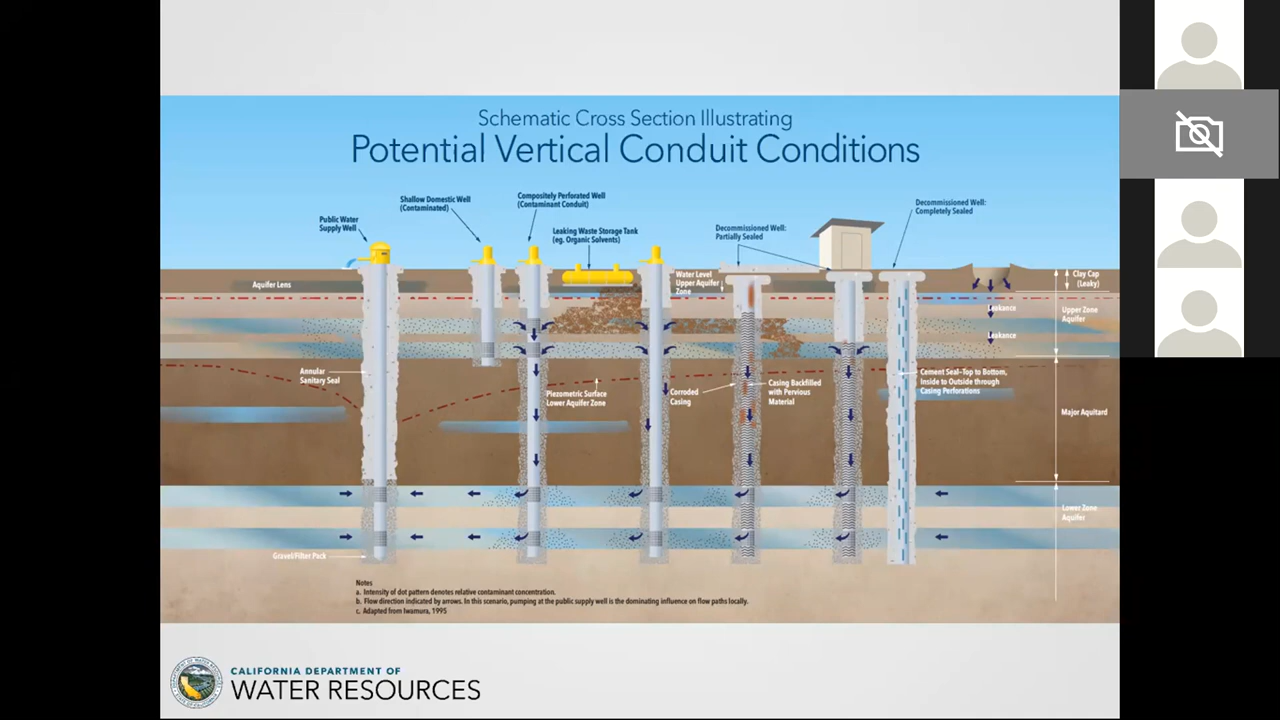 Schematic Cross Section Illustrating
Potential Vertical Conduit Conditions
Public Water
Supply Well
Shallow Domestic Well
(Contaminated)
Compositely Perforated Well
(Contaminant Conduit)
Leaking Waste Storage Tank
(eg. Organic Solvents)
Decommissioned Well:
Partially Sealed
Decommissioned Well:
Completely Sealed
Aquifer Lens
Water Level
Upper Aquifer
Zone
Clay Cap
(Leaky)
Leakance
Upper Zone
Aquifer
Leakance
Annular
Sanitary Seal
Piezometric Surface
Lower Aquifer Zone
Corroded
Casing
Casing Backfilled
with Pervious
Material
Cement Seal–Top to Bottom,
Inside to Outside through
Casing Perforations
Major Aquitard
Lower Zone
Aquifer
Gravel/Filter Pack
Notes
a. Intensity of dot pattern denotes relative contaminant concentration.
b. Flow direction indicated by arrows. In this scenario, pumping at the public supply well is the dominating influence on flow paths locally.
c. Adapted from Iwamura, 1995
CALIFORNIA DEPARTMENT OF
WATER RESOURCES